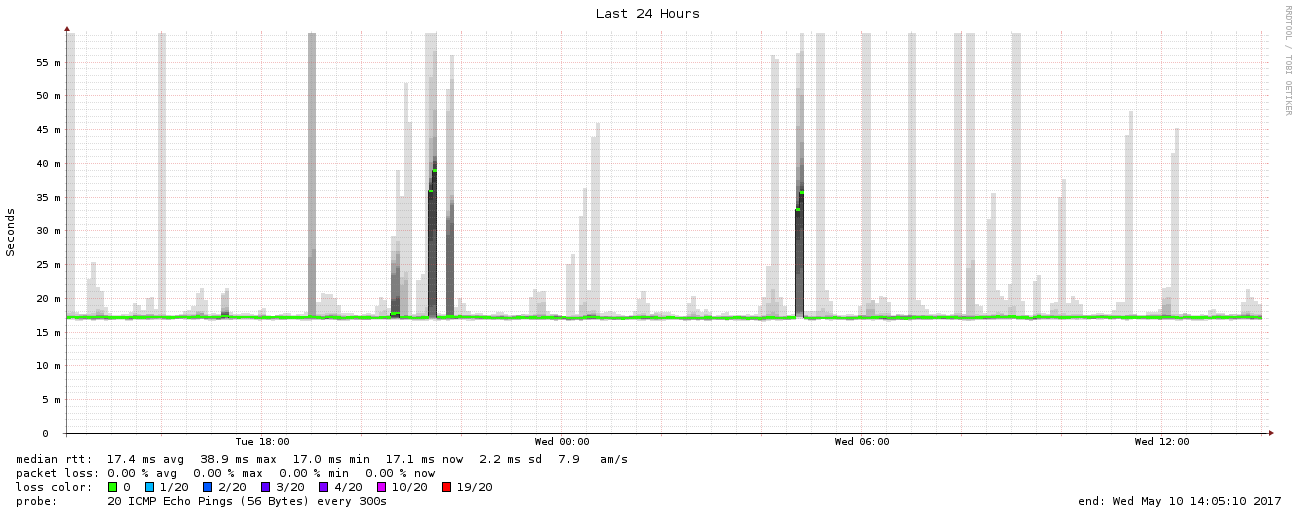 Last 24 Hours
RRDTOOL / TOBI OETIKER
Seconds
55 m
50 m
45 m
40 m
35 m
30 m
25 m
20 m
15 m
10 m
5 m
0
Tue 18:00 Wed 00:00 Wed 06:00 Wed 12:00
median rtt: 17.4 ms avg 38.9 ms max 17.0 ms min 17.1 ms now 2.2 ms sd 7.9 am/s
packet loss: 0.00 % avg 0.00 % max 0.00 % min 0.00 % now
loss color: 0 1/20 2/20 3/20 4/20 10/20 19/20
probe: 20 ICMP Echo Pings (56 Bytes) every 300s end: Wed May 10 14:05:10 2017